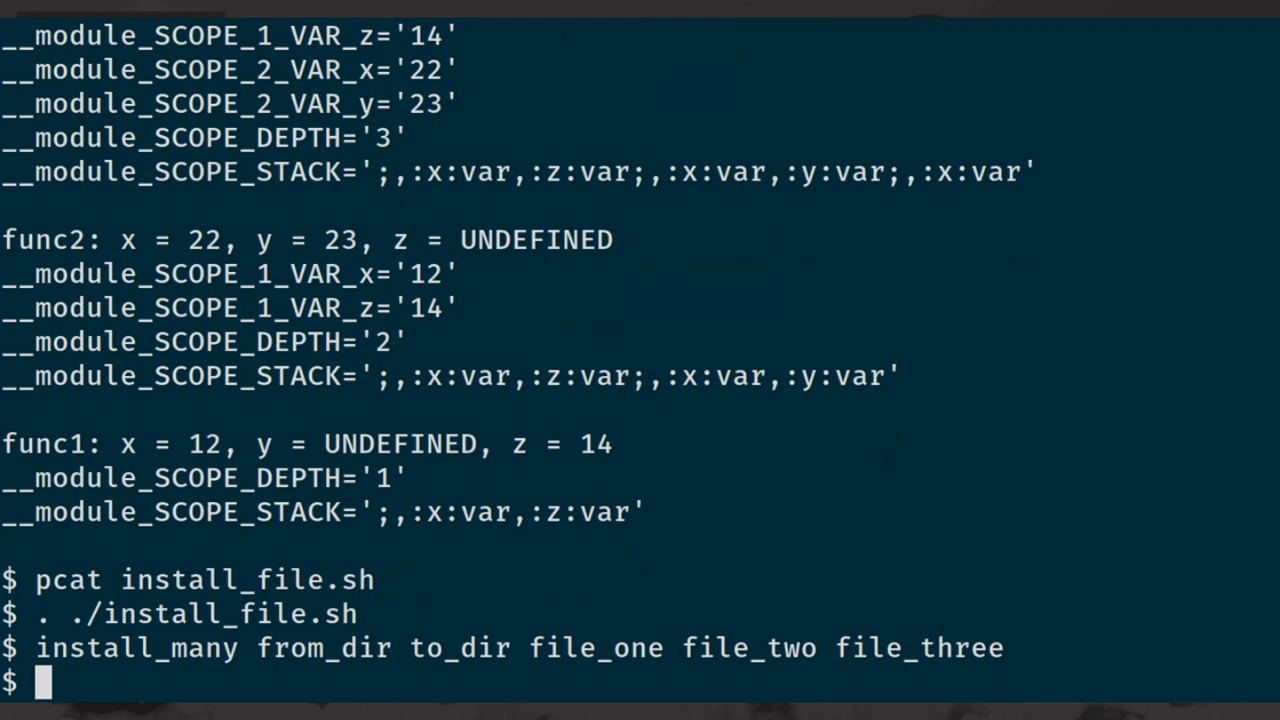 __module_SCOPE_1_VAR_z='14'
__module_SCOPE_2_VAR_x='22'
__module_SCOPE_2_VAR_y='23'
__module_SCOPE_DEPTH='3'
__module_SCOPE_STACK=';,:x:var,:z:var;,:x:var,:y:var;,:x:var'
func2: x = 22, y = 23, z = UNDEFINED
__module_SCOPE_1_VAR_x='12'
__module_SCOPE_1_VAR_z='14'
__module_SCOPE_DEPTH='2'
__module_SCOPE_STACK=';,:x:var,:z:var;,:x:var,:y:var'
func1: x = 12, y = UNDEFINED, z = 14
__module_SCOPE_DEPTH='1'
__module_SCOPE_STACK=';,:x:var,:z:var'
$ pcat install_file.sh
$ . ./install_file.sh
$ install_many from_dir to_dir file_one file_two file_three
$